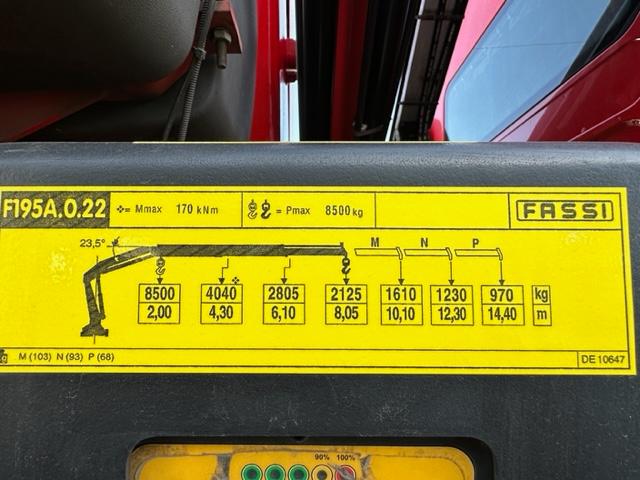 F195A.0.22 = Mmax 170 kNm = Pmax 8500 kg FASSI
23,5°
M N P
8500 4040 2805 2125 1610 1230 970 kg
2,00 4,30 6,10 8,05 10,10 12,30 14,40 m
M (103) N (93) P (68) DE 10647
90% 100%